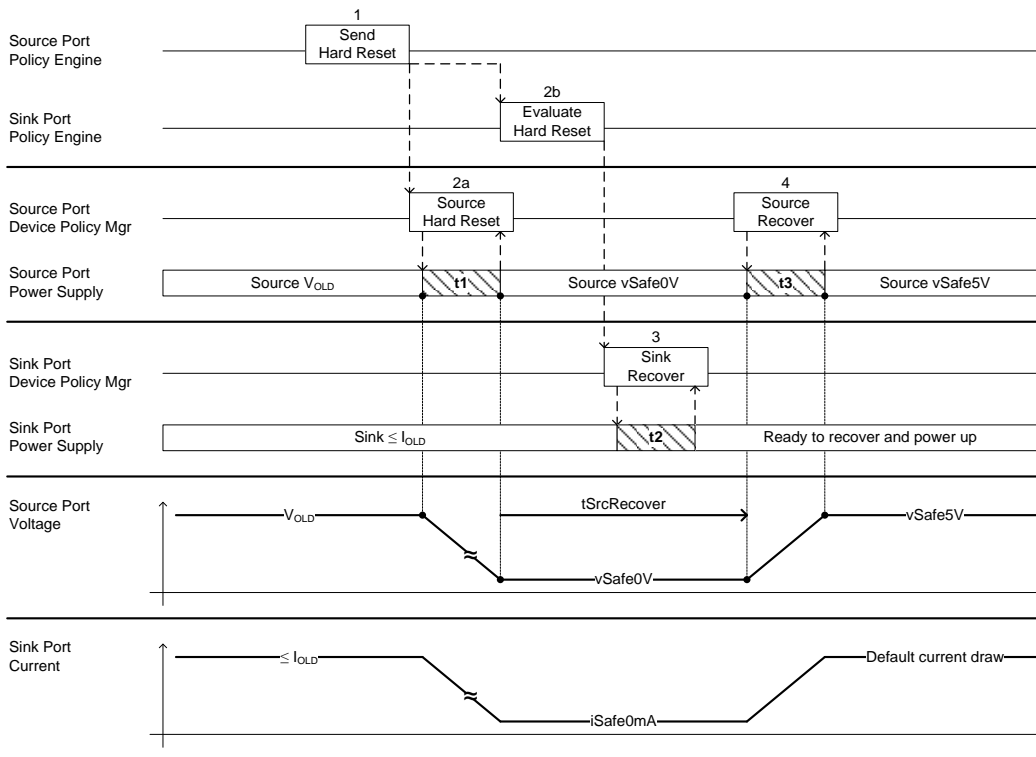 1
Source Port
Policy Engine
Send
Hard Reset
2b
Sink Port
Policy Engine
Evaluate
Hard Reset
2a
4
Source Port
Device Policy Mgr
Source
Hard Reset
Source
Recover
Source Port
Power Supply
Source VOLD
t1
Source vSafe0V
t3
Source vSafe5V
3
Sink Port
Device Policy Mgr
Sink
Recover
Sink Port
Power Supply
Sink ≤ IOLD
t2
Ready to recover and power up
Source Port
Voltage
VOLD
tSrcRecover
vSafe5V
≈
vSafe0V
Sink Port
Current
≤ IOLD
Default current draw
≈
iSafe0mA